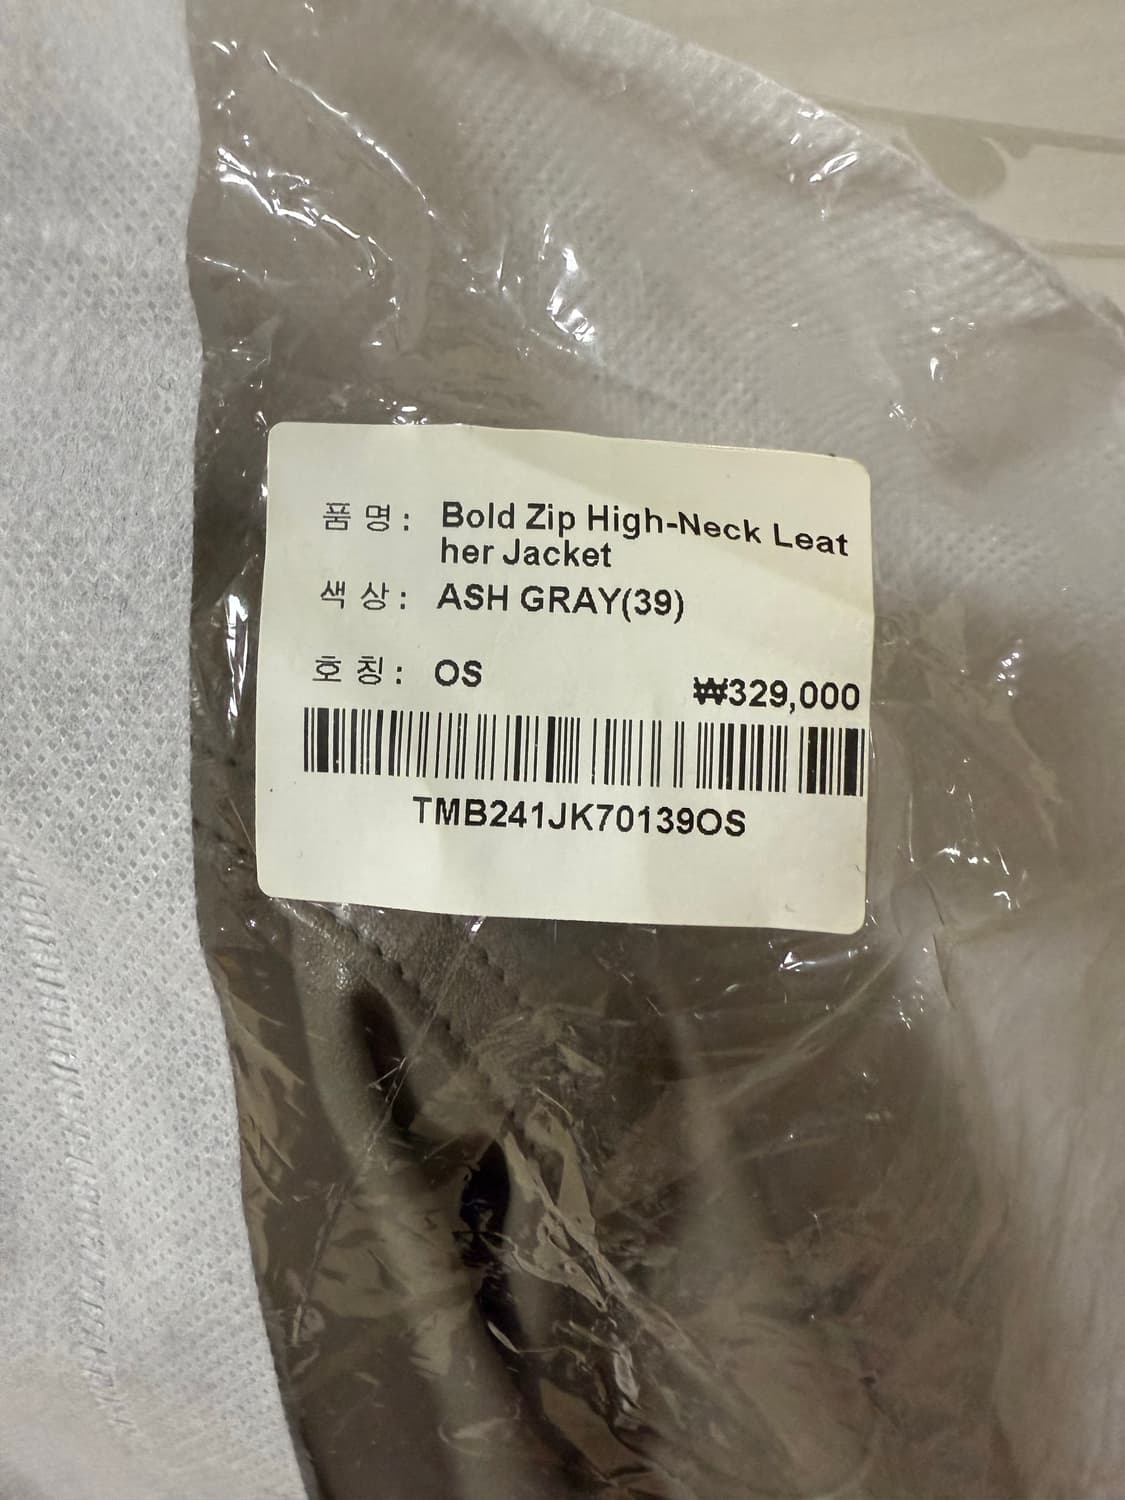 품 명 : Bold Zip High-Neck Leat
her Jacket
색 상 : ASH GRAY(39)
호 칭 : OS
₩329,000
TMB241JK70139OS